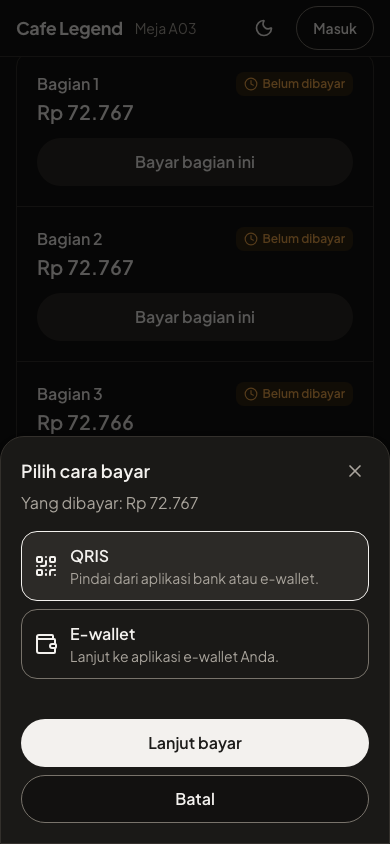 Cafe Legend Meja A03 Masuk
Bagian 1 Belum dibayar
Rp 72.767
Bayar bagian ini
Bagian 2 Belum dibayar
Rp 72.767
Bayar bagian ini
Bagian 3 Belum dibayar
Rp 72.766
Pilih cara bayar
Yang dibayar: Rp 72.767
QRIS
Pindai dari aplikasi bank atau e-wallet.
E-wallet
Lanjut ke aplikasi e-wallet Anda.
Lanjut bayar
Batal